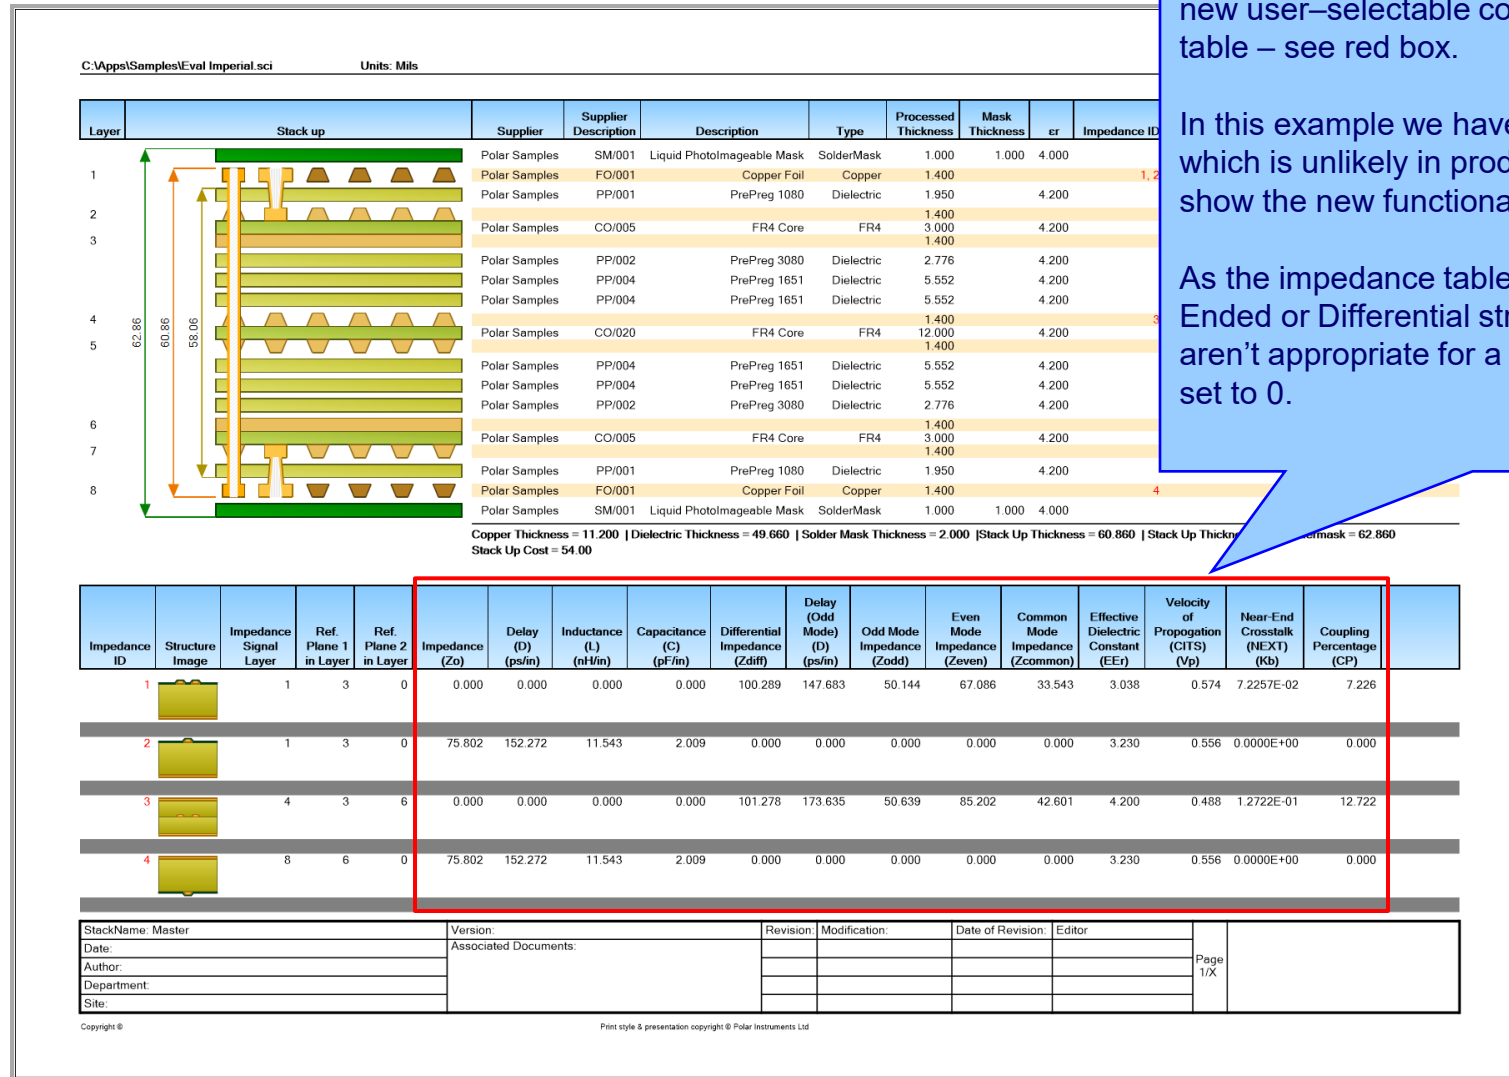 new user–selectable
table – see red box.
In this example we have
which is unlikely in
show the new
As the impedance table
Ended or Differential
aren't appropriate for a
set to 0.
C:\Apps\Samples\Eval Imperial.sci Units: Mils
Layer Stack up Supplier Supplier Description Description Type Processed Thickness Mask Thickness εr Impedance ID
Polar Samples SM/001 Liquid PhotoImageable Mask SolderMask 1.000 1.000 4.000
1 Polar Samples FO/001 Copper Foil Copper 1.400 1, 2
Polar Samples PP/001 PrePreg 1080 Dielectric 1.950 4.200
2 1.400
Polar Samples CO/005 FR4 Core FR4 3.000 4.200
3 1.400
Polar Samples PP/002 PrePreg 3080 Dielectric 2.776 4.200
Polar Samples PP/004 PrePreg 1651 Dielectric 5.552 4.200
Polar Samples PP/004 PrePreg 1651 Dielectric 5.552 4.200
4 1.400 3
62.86 60.86 58.06
Polar Samples CO/020 FR4 Core FR4 12.000 4.200
5 1.400
Polar Samples PP/004 PrePreg 1651 Dielectric 5.552 4.200
Polar Samples PP/004 PrePreg 1651 Dielectric 5.552 4.200
Polar Samples PP/002 PrePreg 3080 Dielectric 2.776 4.200
6 1.400
Polar Samples CO/005 FR4 Core FR4 3.000 4.200
7 1.400
Polar Samples PP/001 PrePreg 1080 Dielectric 1.950 4.200
8 Polar Samples FO/001 Copper Foil Copper 1.400 4
Polar Samples SM/001 Liquid PhotoImageable Mask SolderMask 1.000 1.000 4.000
Copper Thickness = 11.200 | Dielectric Thickness = 49.660 | Solder Mask Thickness = 2.000 |Stack Up Thickness = 60.860 | Stack Up = 62.860
Stack Up Cost = 54.00
Impedance ID Structure Image Impedance Signal Layer Ref. Plane 1 in Layer Ref. Plane 2 in Layer Impedance (Zo) Delay (D) (ps/in) Inductance (L) (nH/in) Capacitance (C) (pF/in) Differential Impedance (Zdiff) Delay (Odd Mode) (D) (ps/in) Odd Mode Impedance (Zodd) Even Mode Impedance (Zeven) Common Mode Impedance (Zcommon) Effective Dielectric Constant (EEr) Velocity of Propogation (CITS) (Vp) Near-End Crosstalk (NEXT) (Kb) Coupling Percentage (CP)
1 1 3 0 0.000 0.000 0.000 0.000 100.289 147.683 50.144 67.086 33.543 3.038 0.574 7.2257E-02 7.226
2 1 3 0 75.802 152.272 11.543 2.009 0.000 0.000 0.000 0.000 0.000 3.230 0.556 0.0000E+00 0.000
3 4 3 6 0.000 0.000 0.000 0.000 101.278 173.635 50.639 85.202 42.601 4.200 0.488 1.2722E-01 12.722
4 8 6 0 75.802 152.272 11.543 2.009 0.000 0.000 0.000 0.000 0.000 3.230 0.556 0.0000E+00 0.000
StackName: Master Version: Revision: Modification: Date of Revision: Editor
Date: Associated Documents:
Author:
Page
1/X
Department:
Site:
Copyright © Print style & presentation copyright © Polar Instruments Ltd